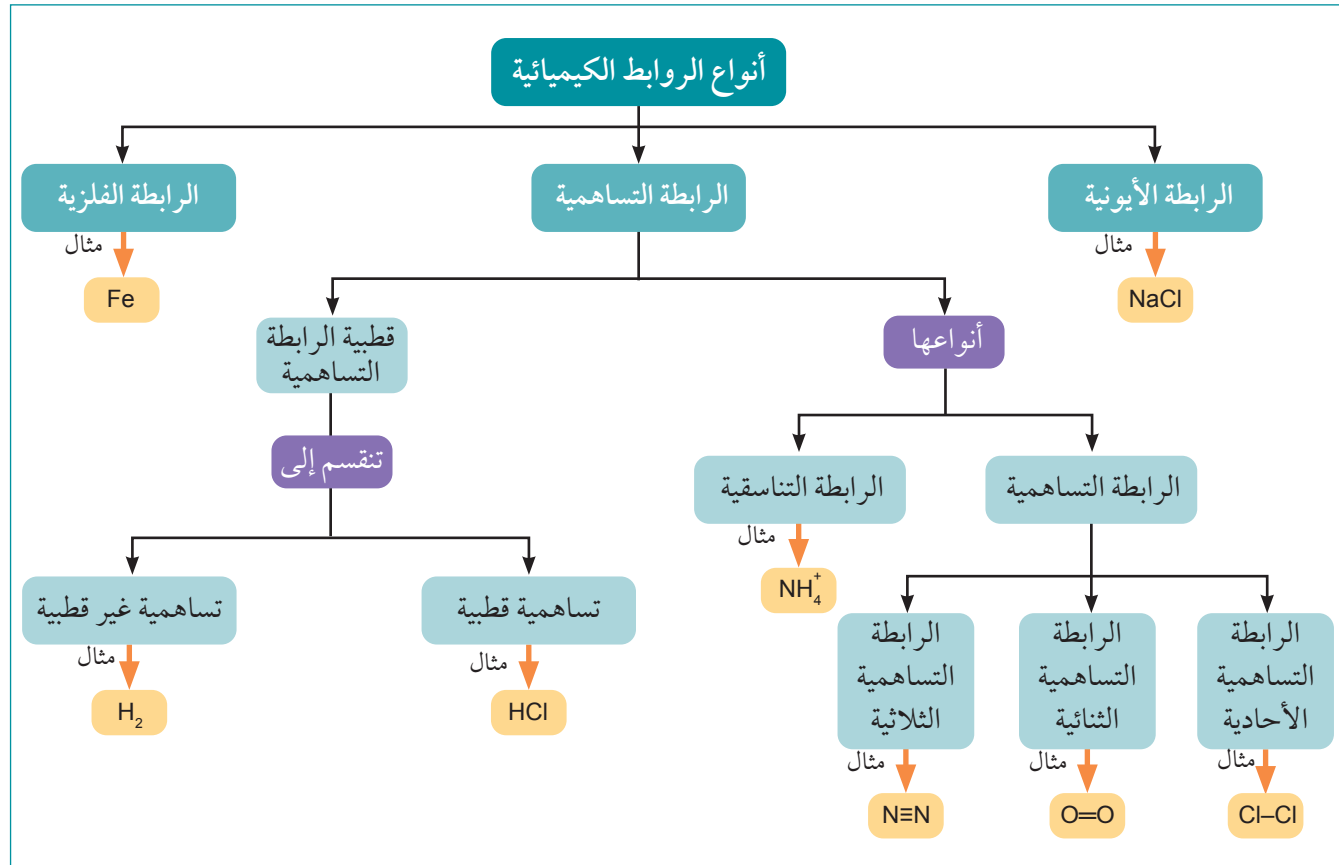 أنواع الروابط الكيميائية
الرابطة الأيونية
مثال
NaCl
الرابطة التساهمية
الرابطة الفلزية
مثال
Fe
أنواعها
قطبية الرابطة
التساهمية
تنقسم إلى
الرابطة التساهمية
الرابطة التناسقية
مثال
NH₄⁺
الرابطة
التساهمية
الأحادية
مثال
Cl–Cl
الرابطة
التساهمية
الثنائية
مثال
O=O
الرابطة
التساهمية
الثلاثية
مثال
N≡N
تساهمية قطبية
مثال
HCl
تساهمية غير قطبية
مثال
H₂